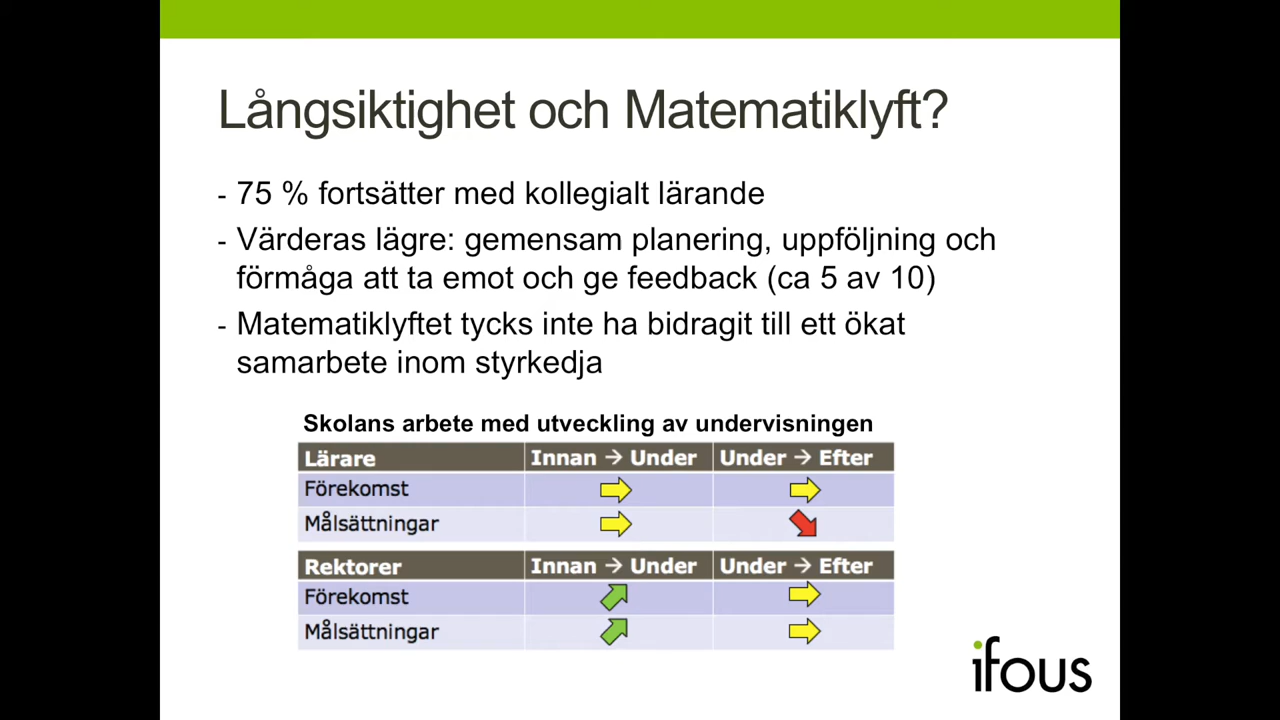 Långsiktighet och Matematiklyft?
- 75 % fortsätter med kollegialt lärande
- Värderas lägre: gemensam planering, uppföljning och
förmåga att ta emot och ge feedback (ca 5 av 10)
- Matematiklyftet tycks inte ha bidragit till ett ökat
samarbete inom styrkedja
Skolans arbete med utveckling av undervisningen
Lärare Innan → Under Under → Efter
Förekomst
Målsättningar
Rektorer Innan → Under Under → Efter
Förekomst
Målsättningar
ifous